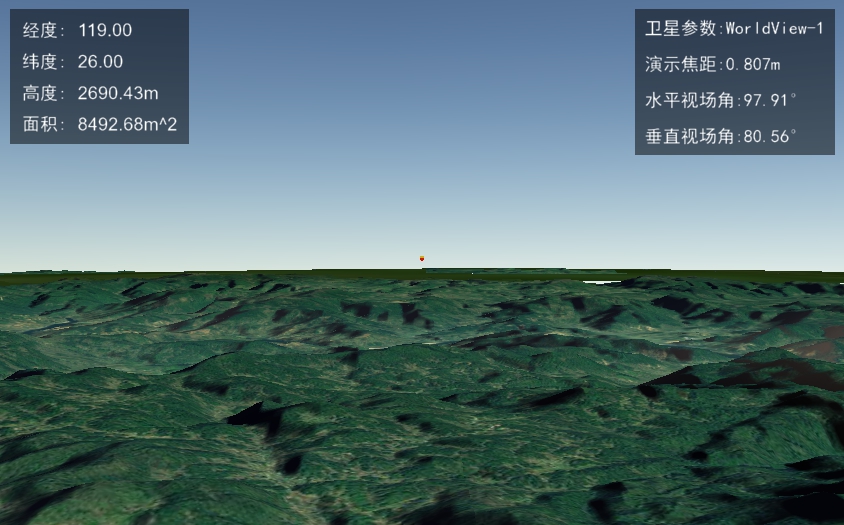 经度: 119.00
纬度: 26.00
高度: 2690.43m
面积: 8492.68m^2
卫星参数:WorldView-1
演示焦距:0.807m
水平视场角:97.91°
垂直视场角:80.56°